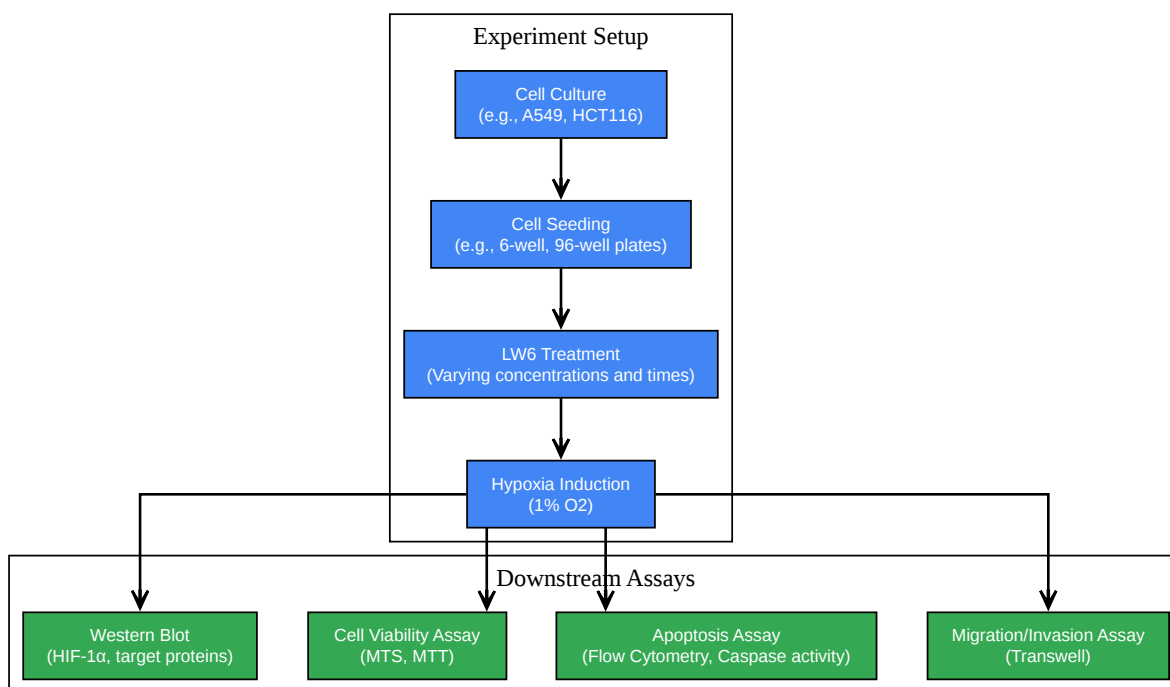 Experiment Setup
Cell Culture
(e.g., A549, HCT116)
Cell Seeding
(e.g., 6-well, 96-well plates)
LW6 Treatment
(Varying concentrations and times)
Hypoxia Induction
(1% O2)
Downstream Assays
Western Blot
(HIF-1α, target proteins)
Cell Viability Assay
(MTS, MTT)
Apoptosis Assay
(Flow Cytometry, Caspase activity)
Migration/Invasion Assay
(Transwell)